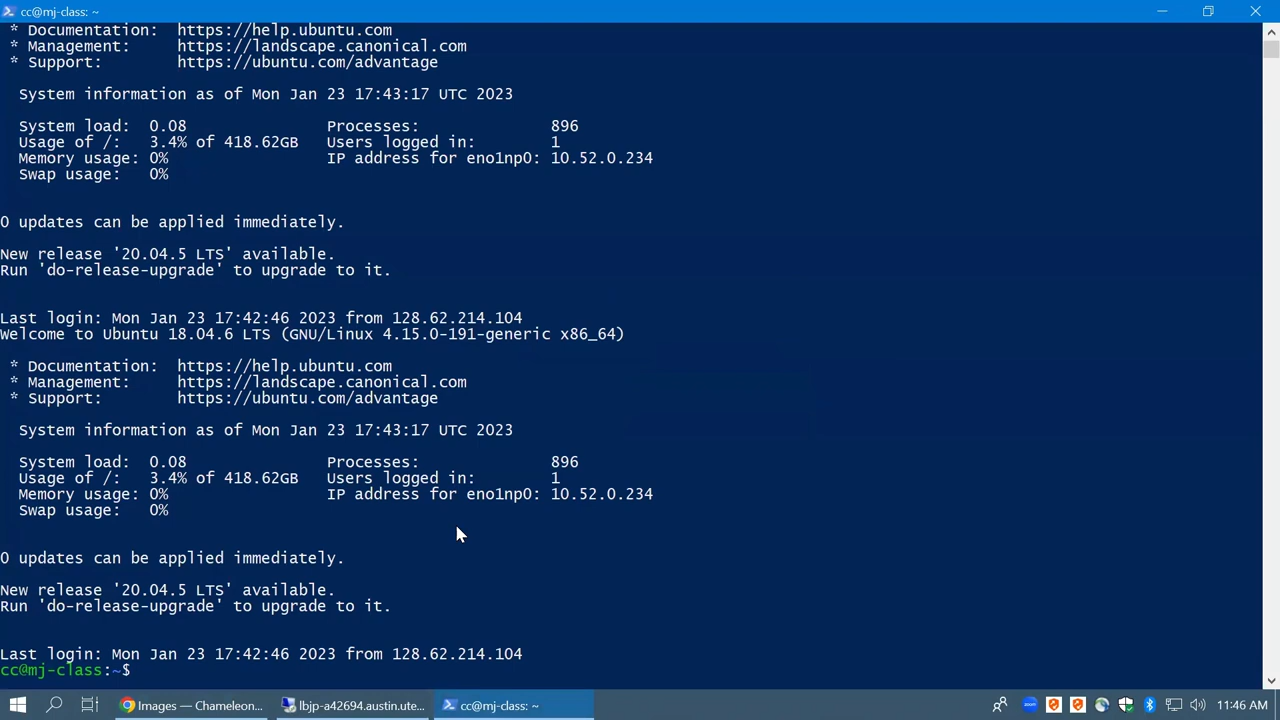 cc@mj-class: ~
* Documentation:  https://help.ubuntu.com
* Management:     https://landscape.canonical.com
* Support:        https://ubuntu.com/advantage
System information as of Mon Jan 23 17:43:17 UTC 2023
System load:  0.08               Processes:              896
Usage of /:   3.4% of 418.62GB   Users logged in:        1
Memory usage: 0%                 IP address for eno1np0: 10.52.0.234
Swap usage:   0%
0 updates can be applied immediately.
New release '20.04.5 LTS' available.
Run 'do-release-upgrade' to upgrade to it.
Last login: Mon Jan 23 17:42:46 2023 from 128.62.214.104
Welcome to Ubuntu 18.04.6 LTS (GNU/Linux 4.15.0-191-generic x86_64)
* Documentation:  https://help.ubuntu.com
* Management:     https://landscape.canonical.com
* Support:        https://ubuntu.com/advantage
System information as of Mon Jan 23 17:43:17 UTC 2023
System load:  0.08               Processes:              896
Usage of /:   3.4% of 418.62GB   Users logged in:        1
Memory usage: 0%                 IP address for eno1np0: 10.52.0.234
Swap usage:   0%
0 updates can be applied immediately.
New release '20.04.5 LTS' available.
Run 'do-release-upgrade' to upgrade to it.
Last login: Mon Jan 23 17:42:46 2023 from 128.62.214.104
cc@mj-class:~$
Images — Chameleon... lbjp-a42694.austin.ute... cc@mj-class: ~ zoom 11:46 AM